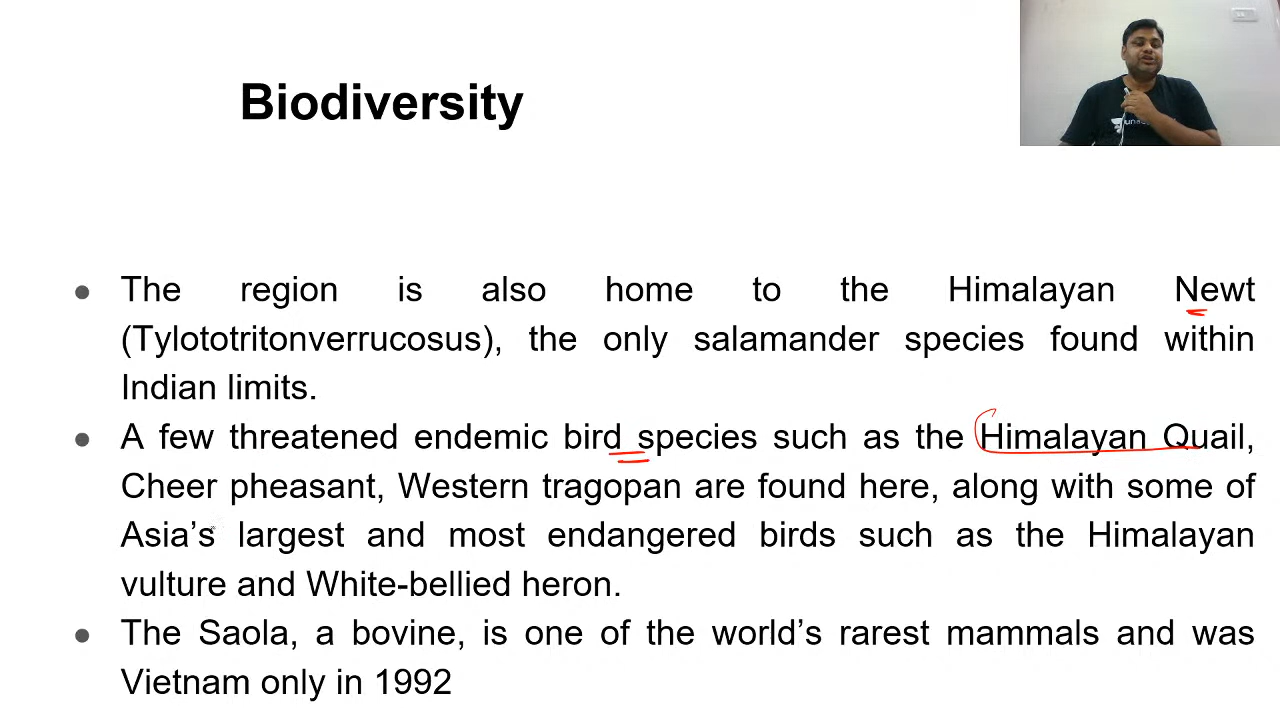 Biodiversity
The region is also home to the Himalayan Newt
(Tylototritonverrucosus), the only salamander species found within
Indian limits.
A few threatened endemic bird species such as the Himalayan Quail,
Cheer pheasant, Western tragopan are found here, along with some of
Asia’s largest and most endangered birds such as the Himalayan
vulture and White-bellied heron.
The Saola, a bovine, is one of the world’s rarest mammals and was
Vietnam only in 1992